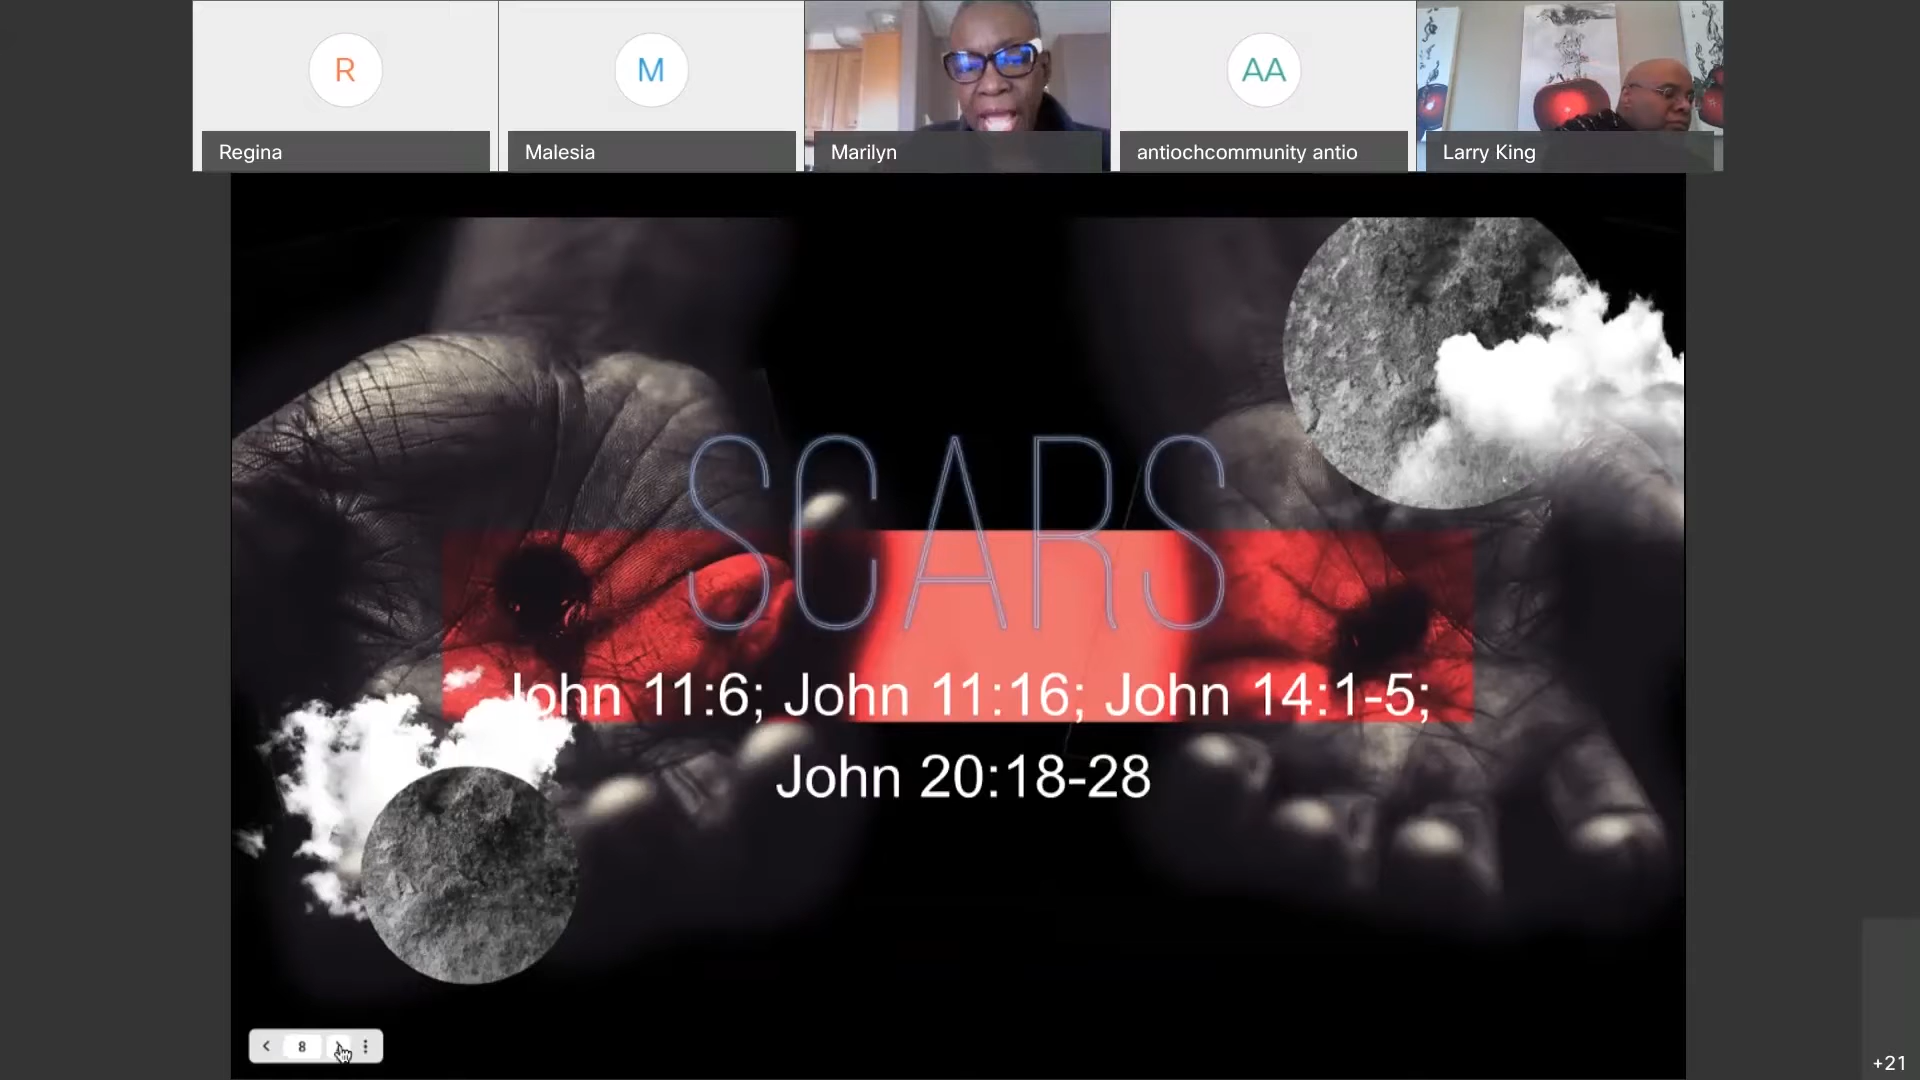 R
M
AA
Regina
Malesia
Marilyn
antiochcommunity antio
Larry King
SCARS
John 11:6; John 11:16; John 14:1-5;
John 20:18-28
8
+21